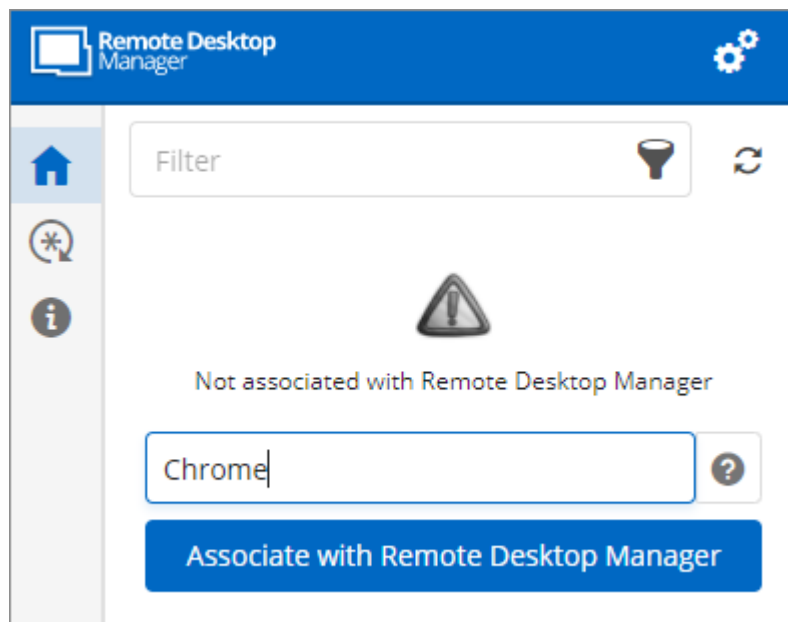 Remote Desktop
Manager
Filter
Not associated with Remote Desktop Manager
Chrome
Associate with Remote Desktop Manager